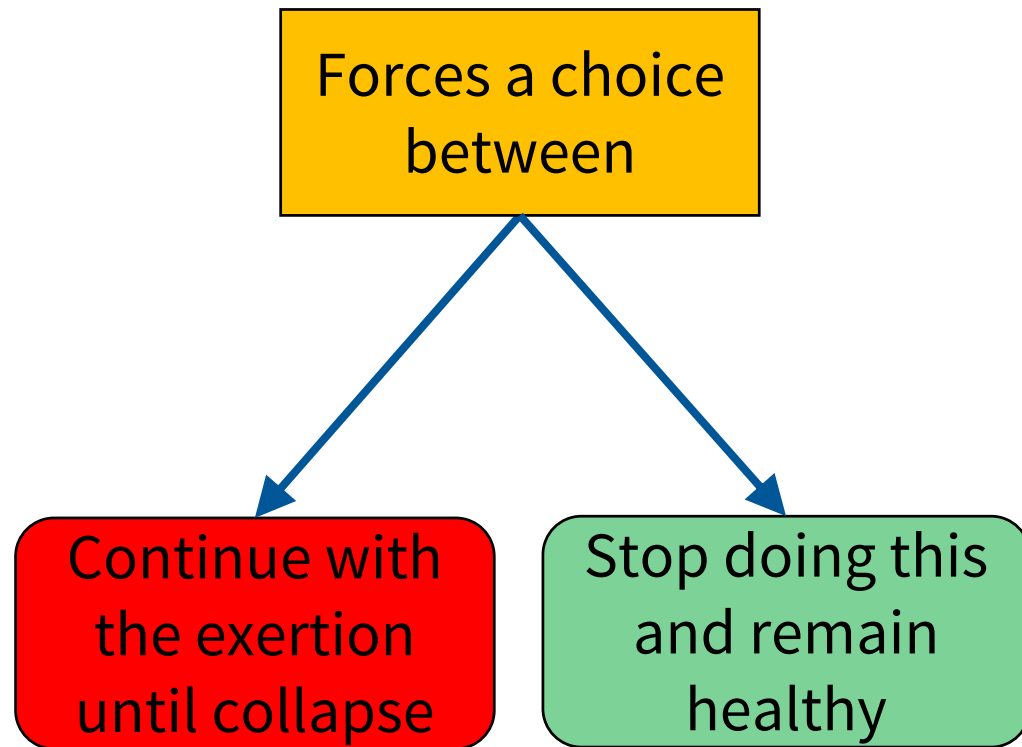 Forces a choice
between
Continue with
the exertion
until collapse
Stop doing this
and remain
healthy